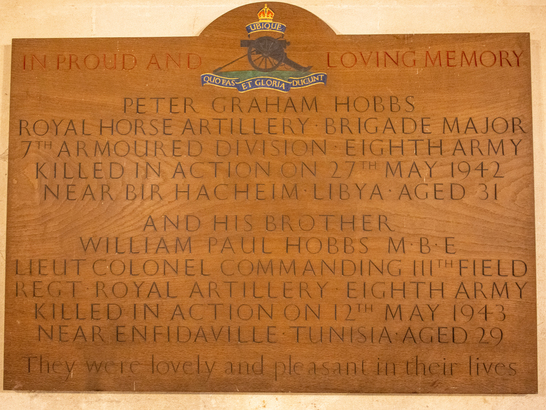 UBIQUE
IN PROUD AND LOVING MEMORY
QUO FAS
ET GLORIA DUCUNT
PETER GRAHAM HOBBS
ROYAL HORSE ARTILLERY · BRIGADE MAJOR
7TH ARMOURED DIVISION · EIGHTH ARMY
KILLED IN ACTION ON 27TH MAY 1942
NEAR BIR HACHEIM · LIBYA · AGED 31
AND HIS BROTHER
WILLIAM PAUL HOBBS M·B·E
LIEUT COLONEL COMMANDING 111TH FIELD
REGT · ROYAL ARTILLERY · EIGHTH ARMY
KILLED IN ACTION ON 12TH MAY 1943
NEAR ENFIDAVILLE · TUNISIA · AGED 29
They were lovely and pleasant in their lives